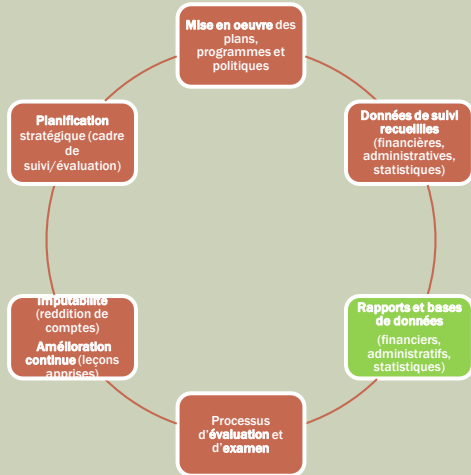 Mise en oeuvre des
plans,
programmes et
politiques
Données de suivi
recueillies
(financières,
administratives,
statistiques)
Rapports et bases
de données
(financiers,
administratifs,
statistiques)
Processus
d'évaluation et
d'examen
Imputabilité
(reddition de
comptes)
Amélioration
continue (leçons
apprises)
Planification
stratégique (cadre
de
suivi/évaluation)